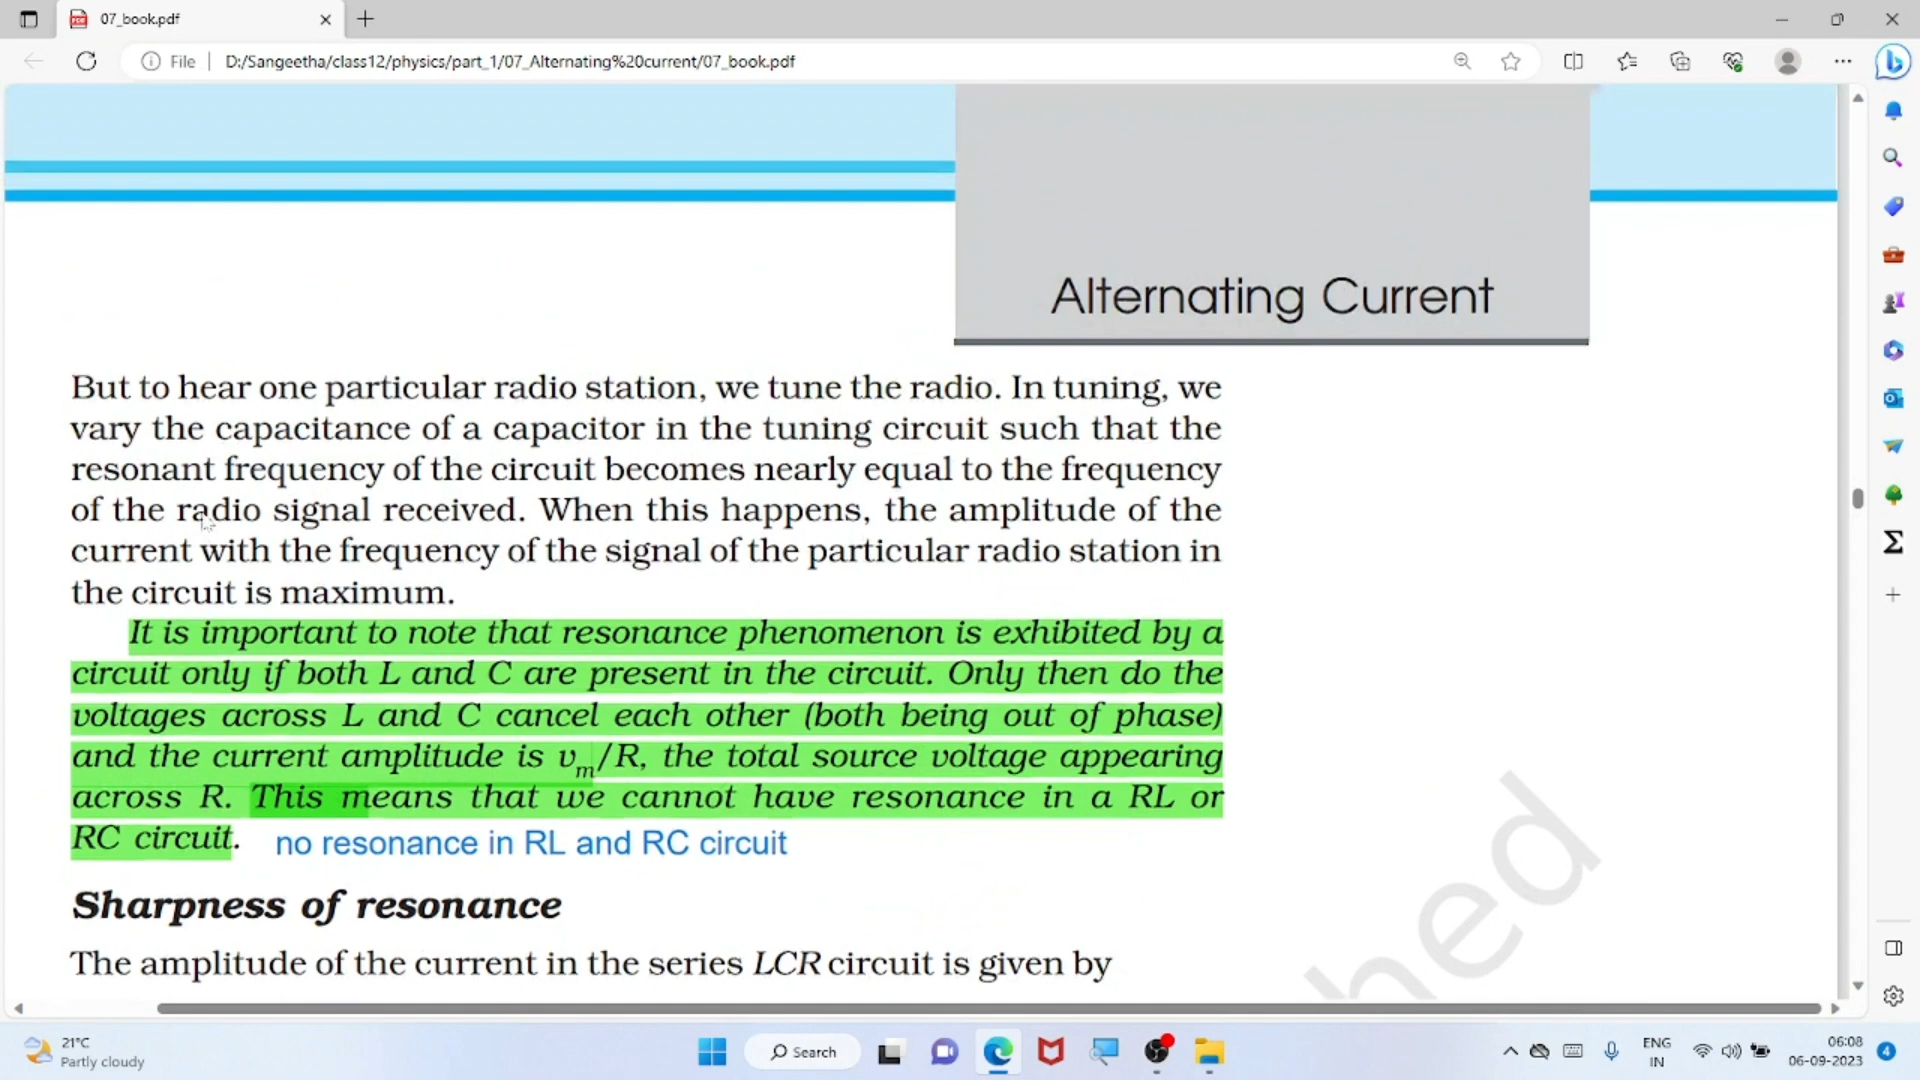 07_book.pdf
File
D:/Sangeetha/class12/physics/part_1/07_Alternating%20current/07_book.pdf
Alternating Current
But to hear one particular radio station, we tune the radio. In tuning, we
vary the capacitance of a capacitor in the tuning circuit such that the
resonant frequency of the circuit becomes nearly equal to the frequency
of the radio signal received. When this happens, the amplitude of the
current with the frequency of the signal of the particular radio station in
the circuit is maximum.
It is important to note that resonance phenomenon is exhibited by a
circuit only if both L and C are present in the circuit. Only then do the
voltages across L and C cancel each other (both being out of phase)
and the current amplitude is vm/R, the total source voltage appearing
across R. This means that we cannot have resonance in a RL or
RC circuit.
no resonance in RL and RC circuit
Sharpness of resonance
The amplitude of the current in the series LCR circuit is given by
hed
21°C
Partly cloudy
Search
ENG
IN
06:08
06-09-2023
4